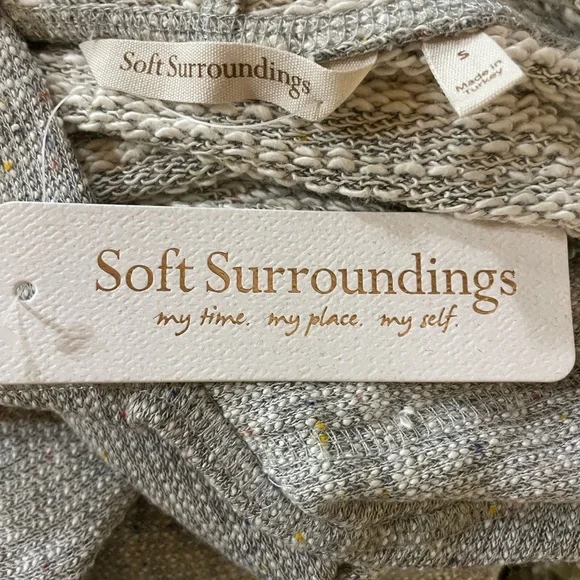 Soft Surroundings
S
Made in
Turkey
Soft Surroundings
my time. my place. my self.